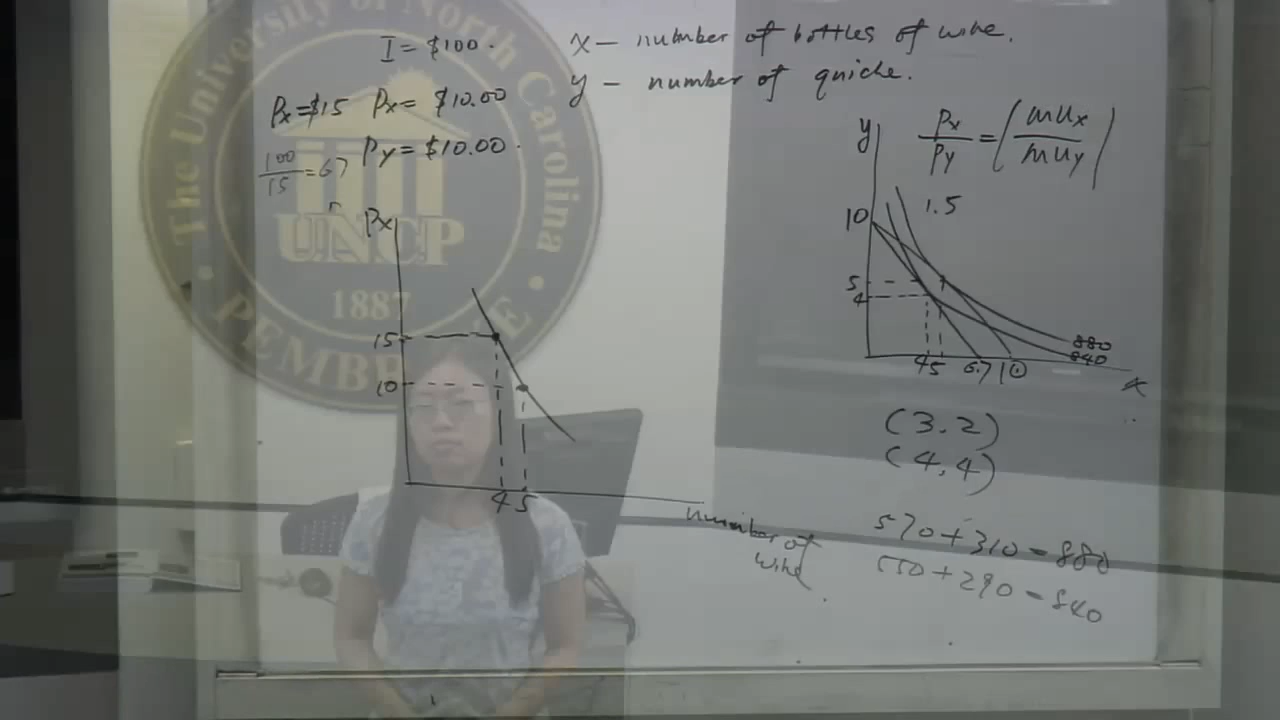 I = $100.
x — number of bottles of wine.
y — number of quiche.
Px=$15 Px= $10.00
Py = $10.00.
100
15
=67
The University of North Carolina
UNCP
1887
PEMB E
Px
15
10
4 5
number of
wine
y
Px
Py
=
MUx
MUy
1.5
10
5
4
880
840
4 5 6.7 10
x
(3.2)
(4,4)
570+310=880
550+290=840